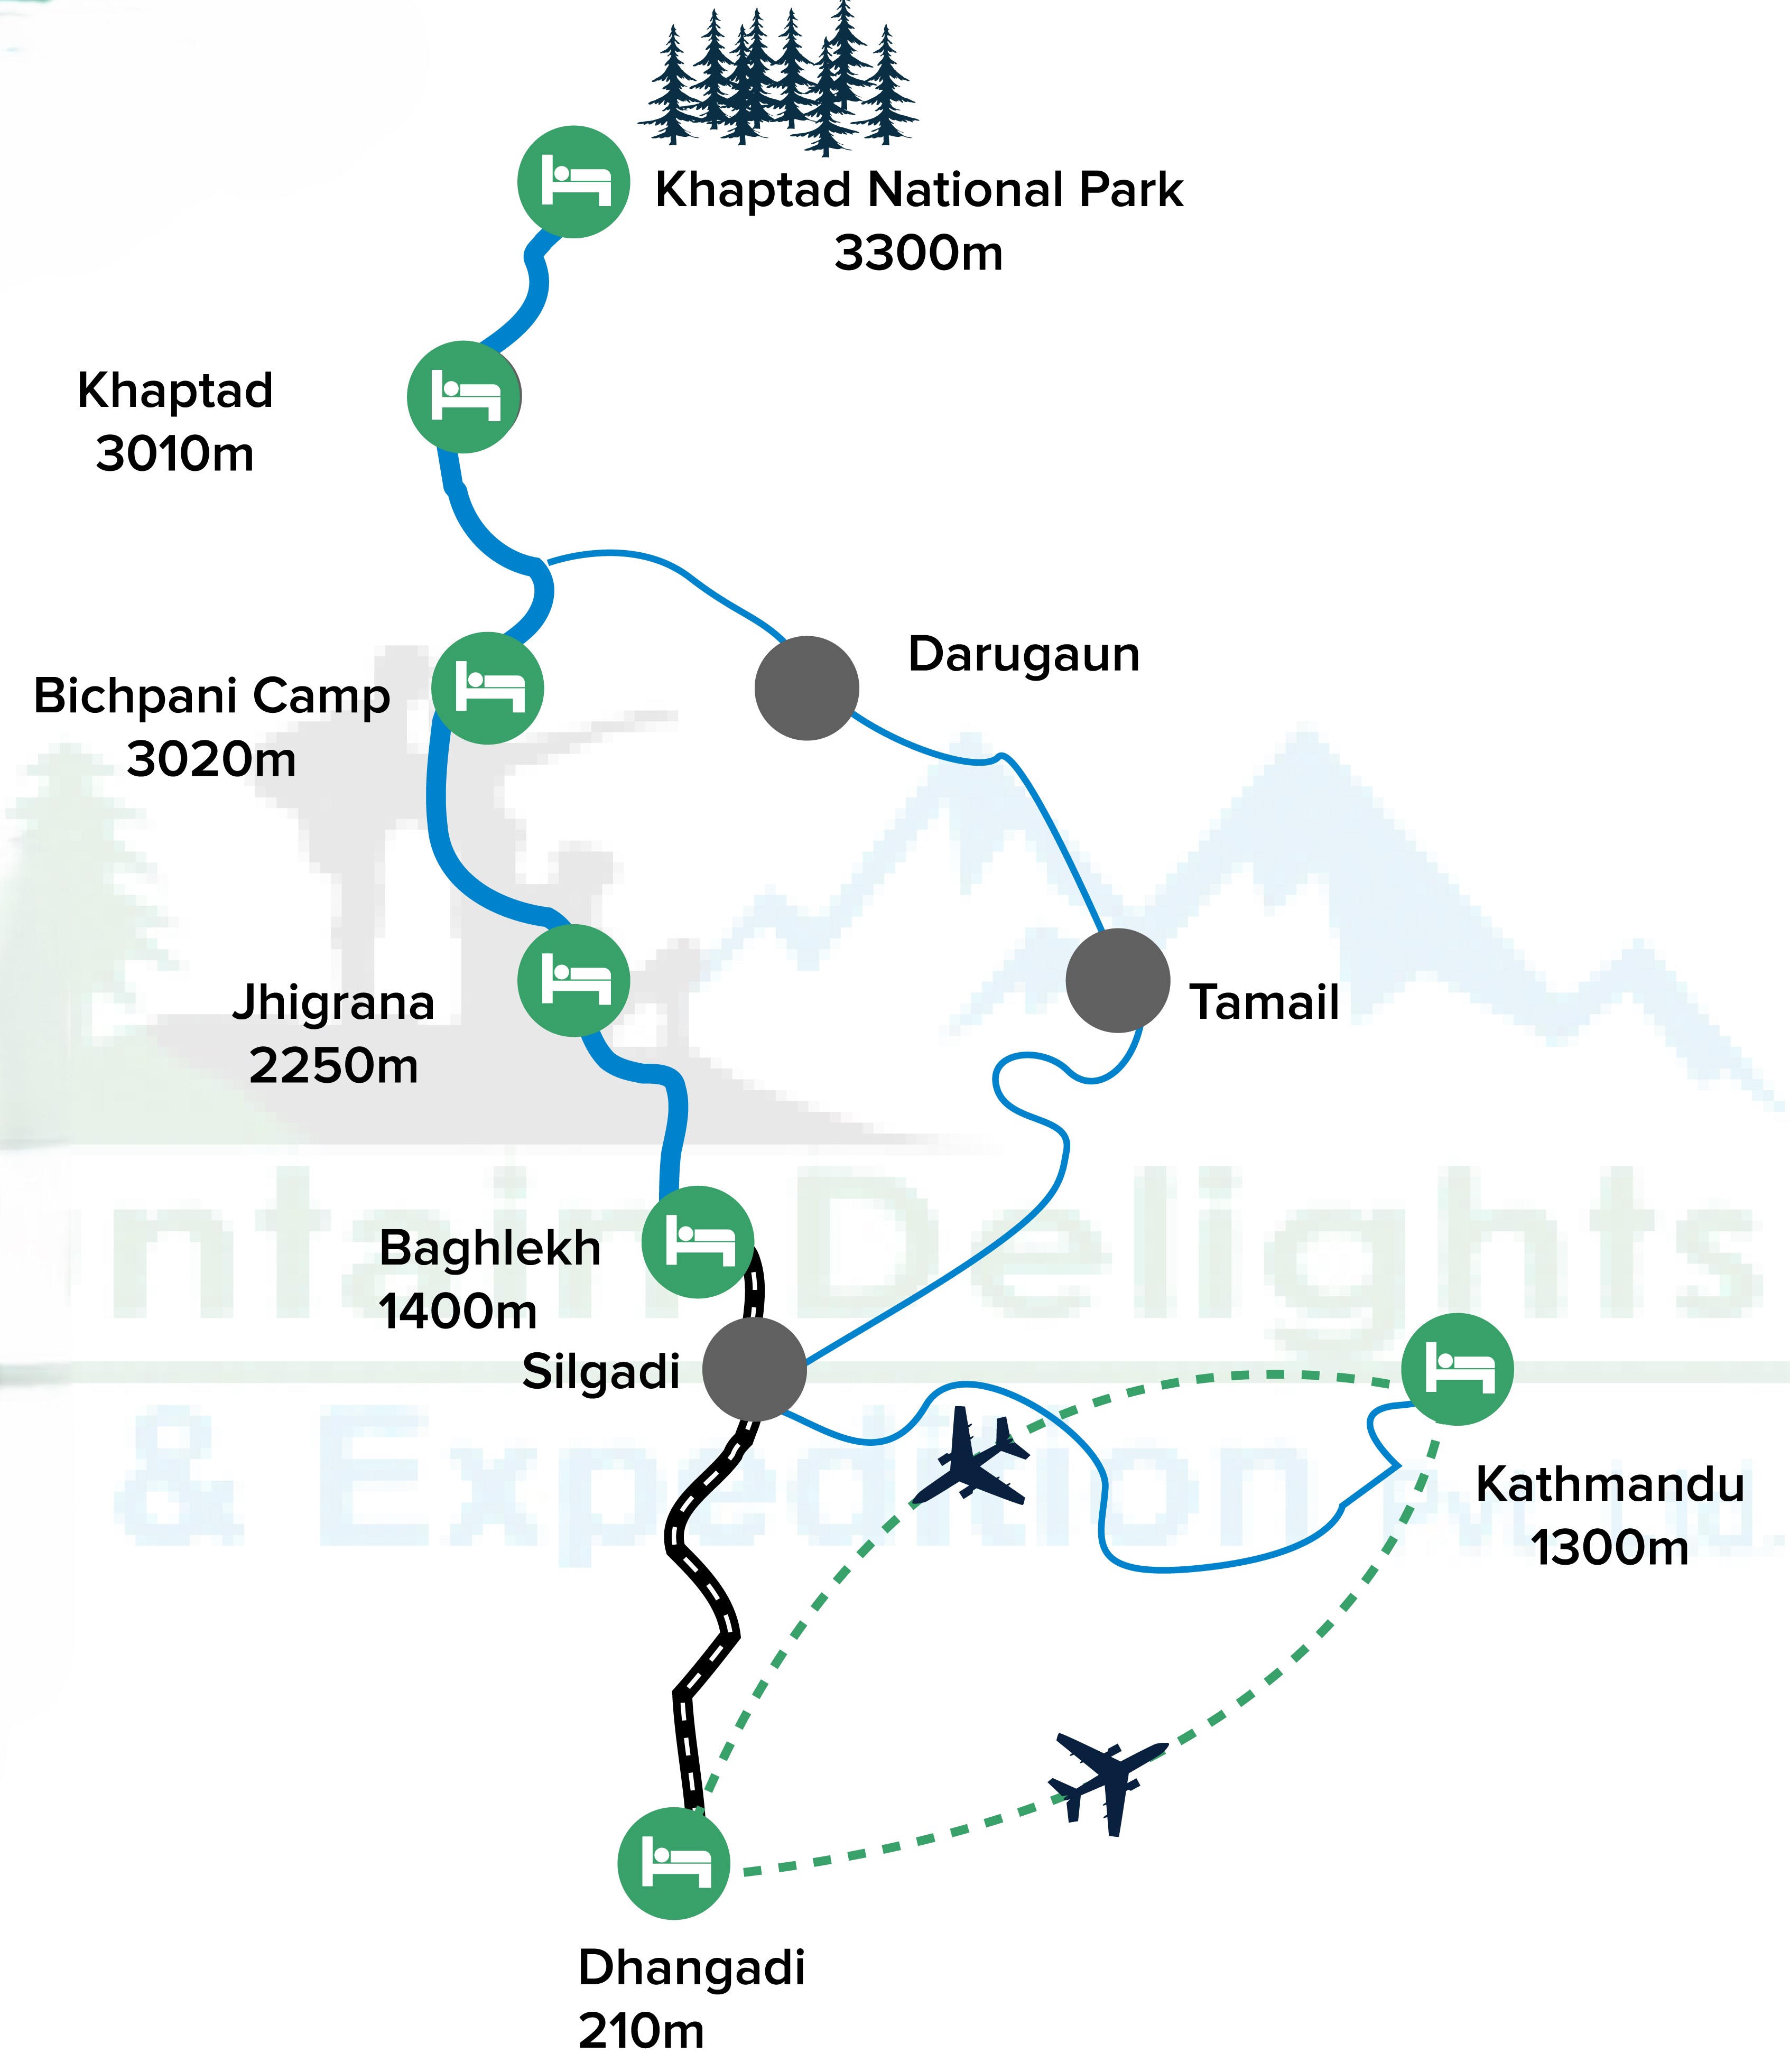 Khaptad National Park
3300m
Khaptad
3010m
Darugaun
Bichpani Camp
3020m
Jhigrana
2250m
Tamail
ntain Delights
Baghlekh
1400m
Silgadi
& Expedition Pvt. Ltd.
Kathmandu
1300m
Dhangadi
210m